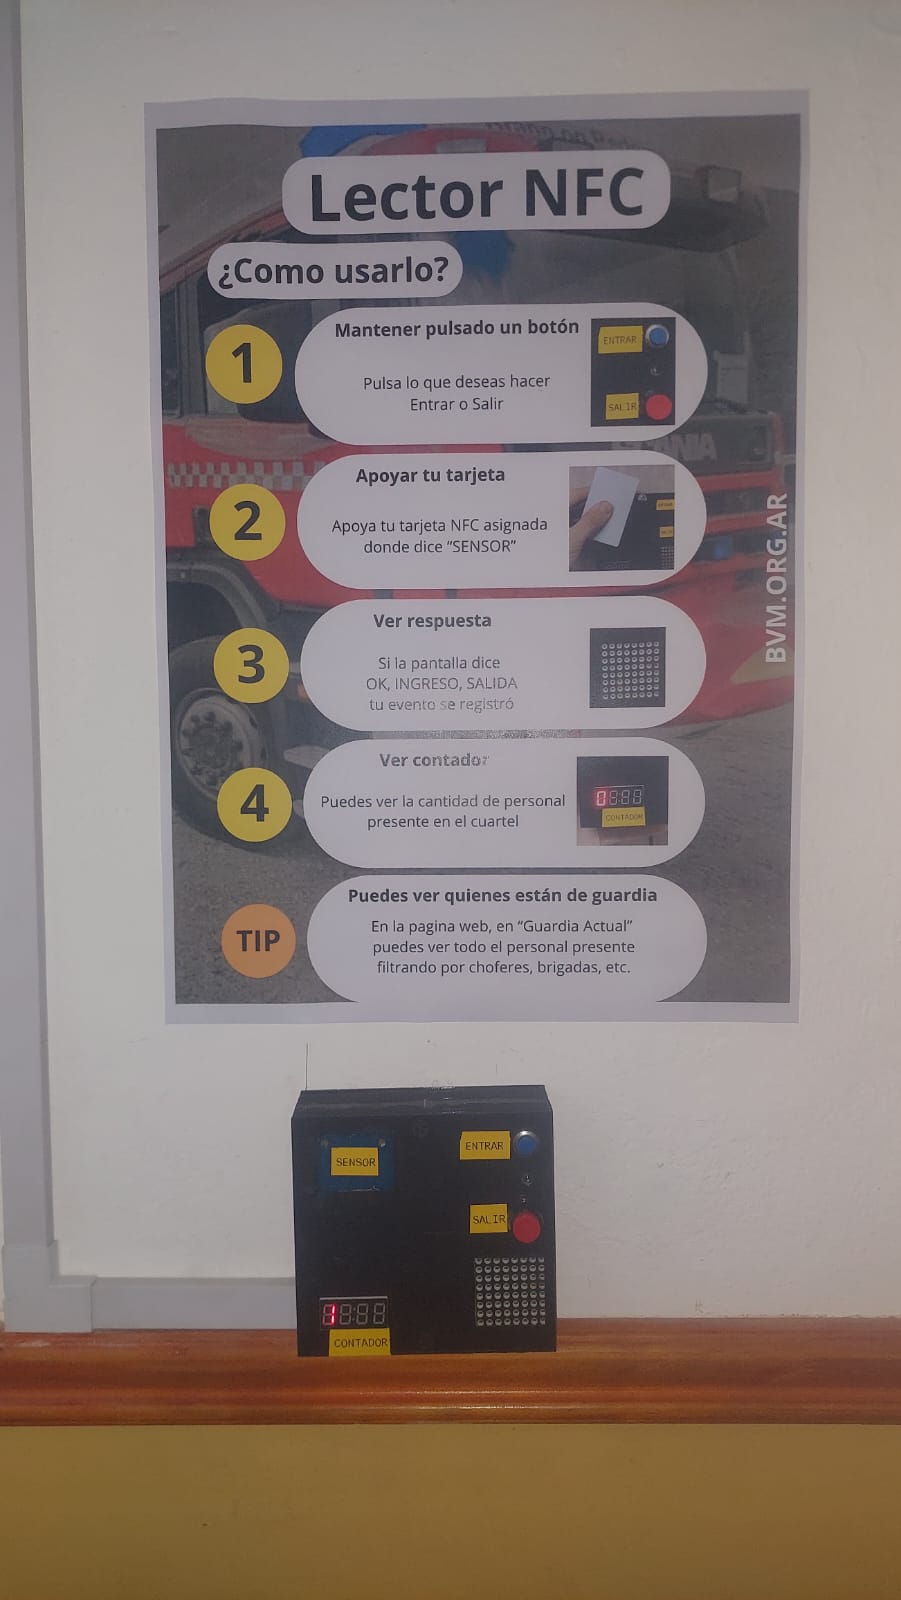 Lector NFC
¿Como usarlo?
1
Mantener pulsado un botón
Pulsa lo que deseas hacer
Entrar o Salir
ENTRAR
SALIR
2
Apoyar tu tarjeta
Apoya tu tarjeta NFC asignada
donde dice "SENSOR"
3
Ver respuesta
Si la pantalla dice
OK, INGRESO, SALIDA
tu evento se registró
4
Ver contador
Puedes ver la cantidad de personal
presente en el cuartel
0
CONTADOR
TIP
Puedes ver quienes están de guardia
En la pagina web, en "Guardia Actual"
puedes ver todo el personal presente
filtrando por choferes, brigadas, etc.
BVM.ORG.AR
SCANIA
SENSOR
ENTRAR
SALIR
1
CONTADOR